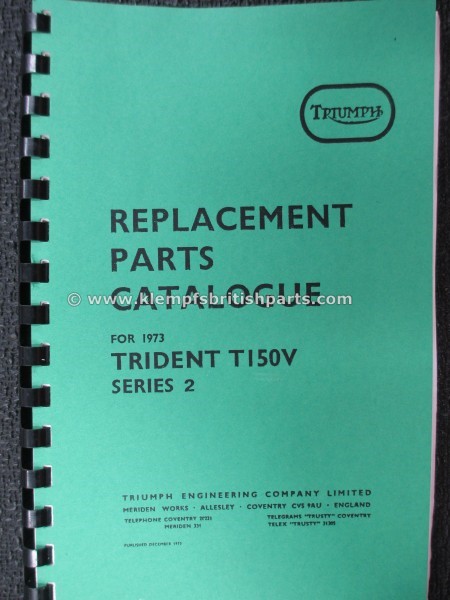 TRIUMPH
REPLACEMENT
PARTS
CATALOGUE
© www.klempfsbritishparts.com
FOR 1973
TRIDENT T150V
SERIES 2
TRIUMPH ENGINEERING COMPANY LIMITED
MERIDEN WORKS · ALLESLEY · COVENTRY CV5 9AU · ENGLAND
TELEPHONE COVENTRY
TELEGRAMS "TRUSTY" COVENTRY
MERIDEN 331
TELEX "TRUSTY"
PUBLISHED DECEMBER